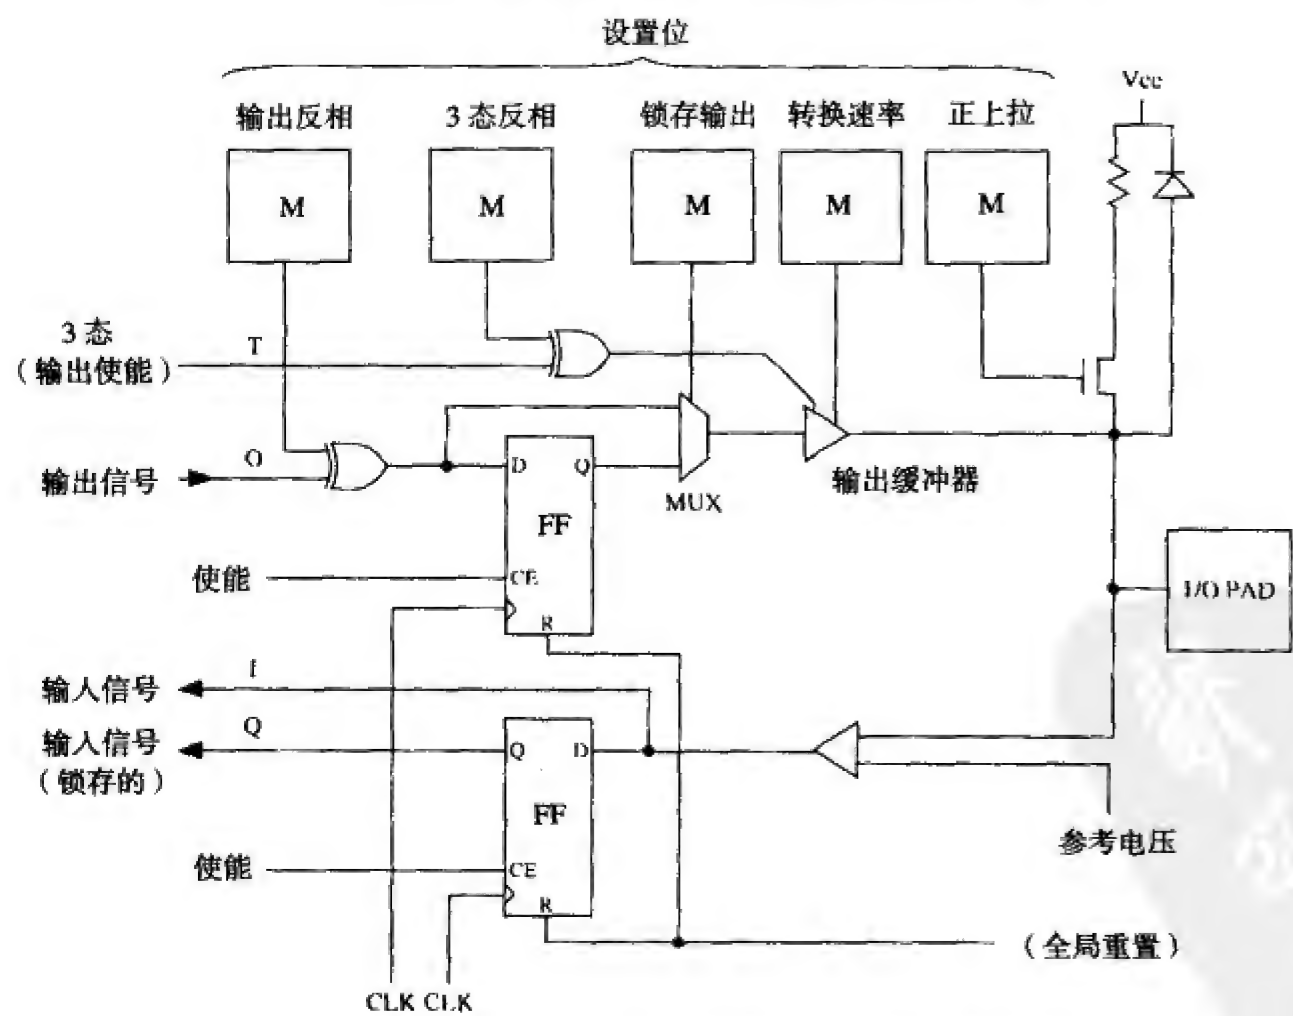 设置位
Vcc
输出反相
3态反相
锁存输出
转换速率
正上拉
M
M
M
M
M
3态
（输出使能）
T
输出信号
O
D
Q
MUX
输出缓冲器
FF
使能
CE
R
I/O PAD
输入信号
I
输入信号
（锁存的）
Q
Q
D
FF
参考电压
使能
CE
R
（全局重置）
CLK
CLK